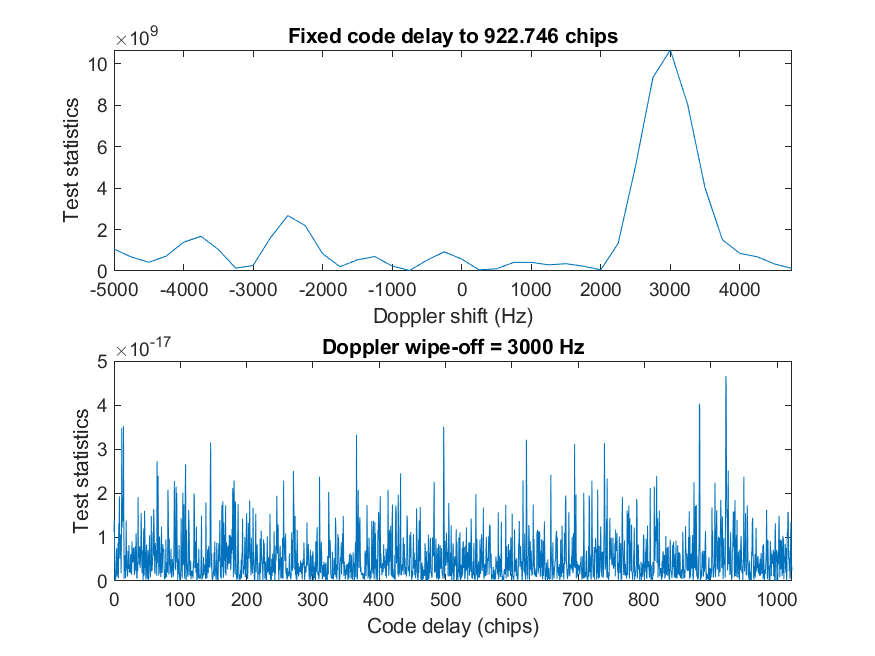 ×10^9
Fixed code delay to 922.746 chips
10
8
6
4
2
0
Test statistics
-5000 -4000 -3000 -2000 -1000 0 1000 2000 3000 4000
Doppler shift (Hz)
×10^-17
Doppler wipe-off = 3000 Hz
5
4
3
2
1
0
Test statistics
0 100 200 300 400 500 600 700 800 900 1000
Code delay (chips)